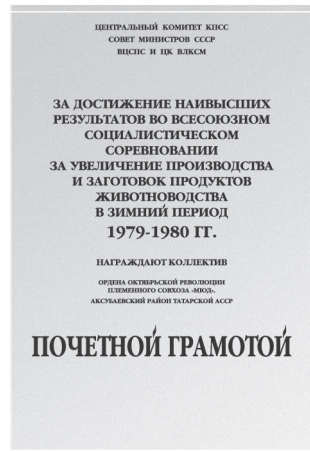 ЦЕНТРАЛЬНЫЙ КОМИТЕТ КПСС
СОВЕТ МИНИСТРОВ СССР
ВЦСПС И ЦК ВЛКСМ
ЗА ДОСТИЖЕНИЕ НАИВЫСШИХ
РЕЗУЛЬТАТОВ ВО ВСЕСОЮЗНОМ
СОЦИАЛИСТИЧЕСКОМ
СОРЕВНОВАНИИ
ЗА УВЕЛИЧЕНИЕ ПРОИЗВОДСТВА
И ЗАГОТОВОК ПРОДУКТОВ
ЖИВОТНОВОДСТВА
В ЗИМНИЙ ПЕРИОД
1979-1980 ГГ.
НАГРАЖДАЮТ КОЛЛЕКТИВ
ОРДЕНА ОКТЯБРЬСКОЙ РЕВОЛЮЦИИ
ПЛЕМЕННОГО СОВХОЗА «МЮД».
АКСУБАЕВСКИЙ РАЙОН ТАТАРСКОЙ АССР
ПОЧЕТНОЙ ГРАМОТОЙ